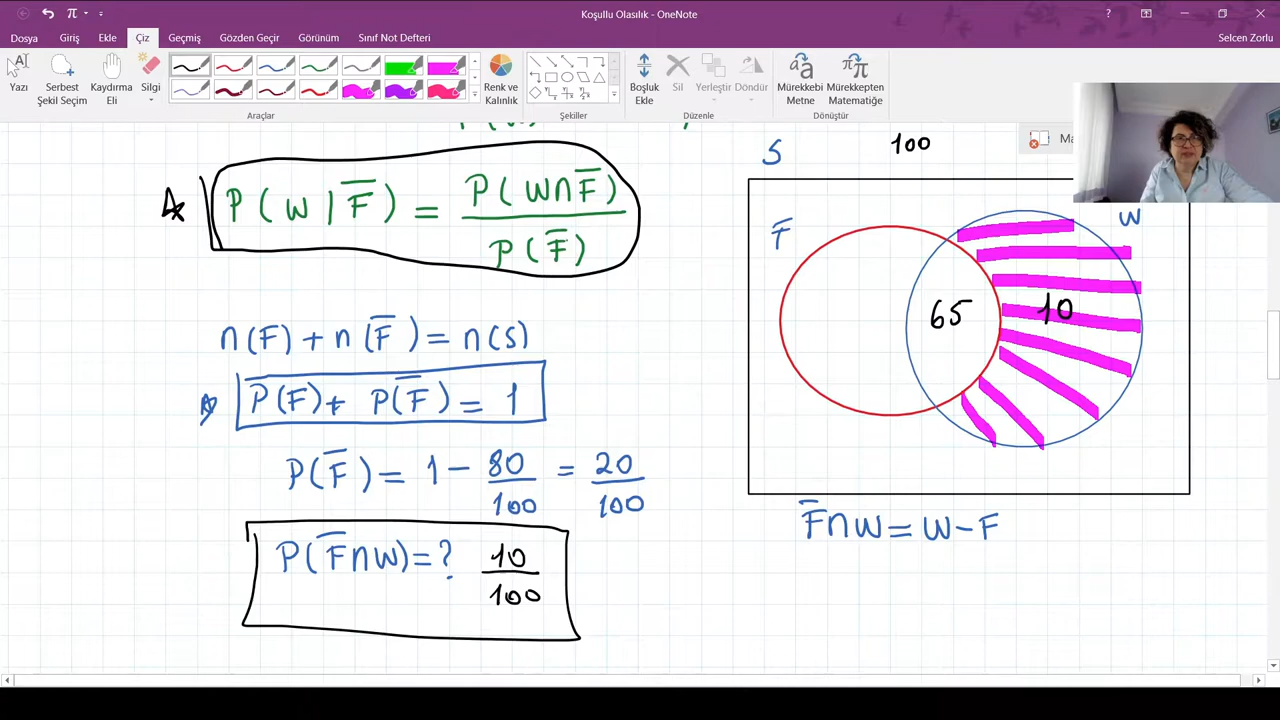 Koşullu Olasılık - OneNote
Selcen Zorlu
Dosya Giriş Ekle Çiz Geçmiş Gözden Geçir Görünüm Sınıf Not Defteri
Yazı
Serbest Şekil Seçim
Kaydırma Eli
Silgi
Renk ve Kalınlık
Boşluk Ekle
Sil
Yerleştir
Döndür
Mürekkebi Metne
Mürekkepten Matematiğe
Araçlar
Şekiller
Düzenle
Dönüştür
P(W|F̅) = P(W∩F̅) / P(F̅)
n(F) + n(F̅) = n(S)
P(F) + P(F̅) = 1
P(F̅) = 1 - 80/100 = 20/100
P(F̅∩W) = ? 10/100
S
100
F̅
W
65
10
F̅∩W = W - F